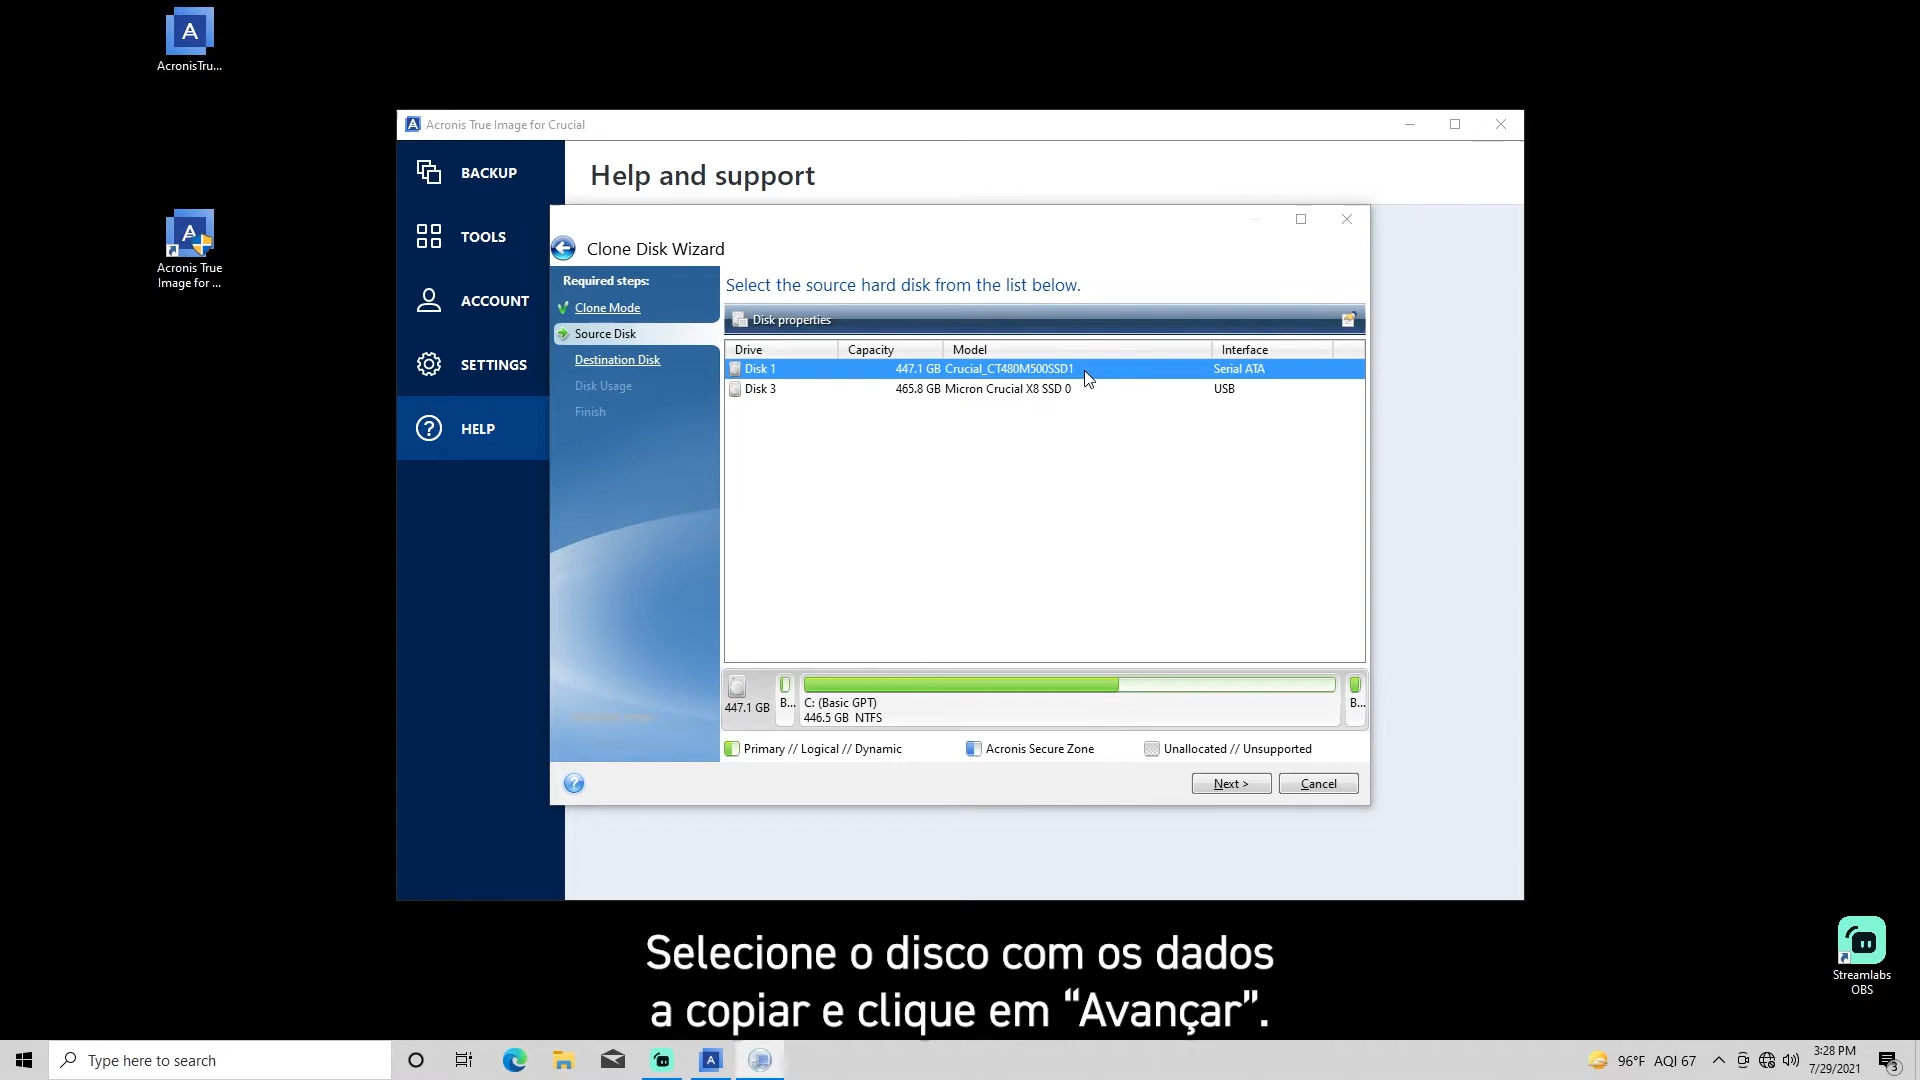 AcronisTru...
Acronis True Image for Crucial
BACKUP
Help and support
TOOLS
Acronis True
Image for ...
ACCOUNT
SETTINGS
HELP
Clone Disk Wizard
Required steps:
Clone Mode
Source Disk
Destination Disk
Disk Usage
Finish
Select the source hard disk from the list below.
Disk properties
Drive Capacity Model Interface
Disk 1 447.1 GB Crucial_CT480M500SSD1 Serial ATA
Disk 3 465.8 GB Micron Crucial X8 SSD 0 USB
447.1 GB
B...
C: (Basic GPT)
446.5 GB NTFS
B...
Primary // Logical // Dynamic Acronis Secure Zone Unallocated // Unsupported
Next > Cancel
Selecione o disco com os dados
a copiar e clique em “Avançar”.
Streamlabs
OBS
Type here to search
96°F AQI 67
3:28 PM
7/29/2021
3